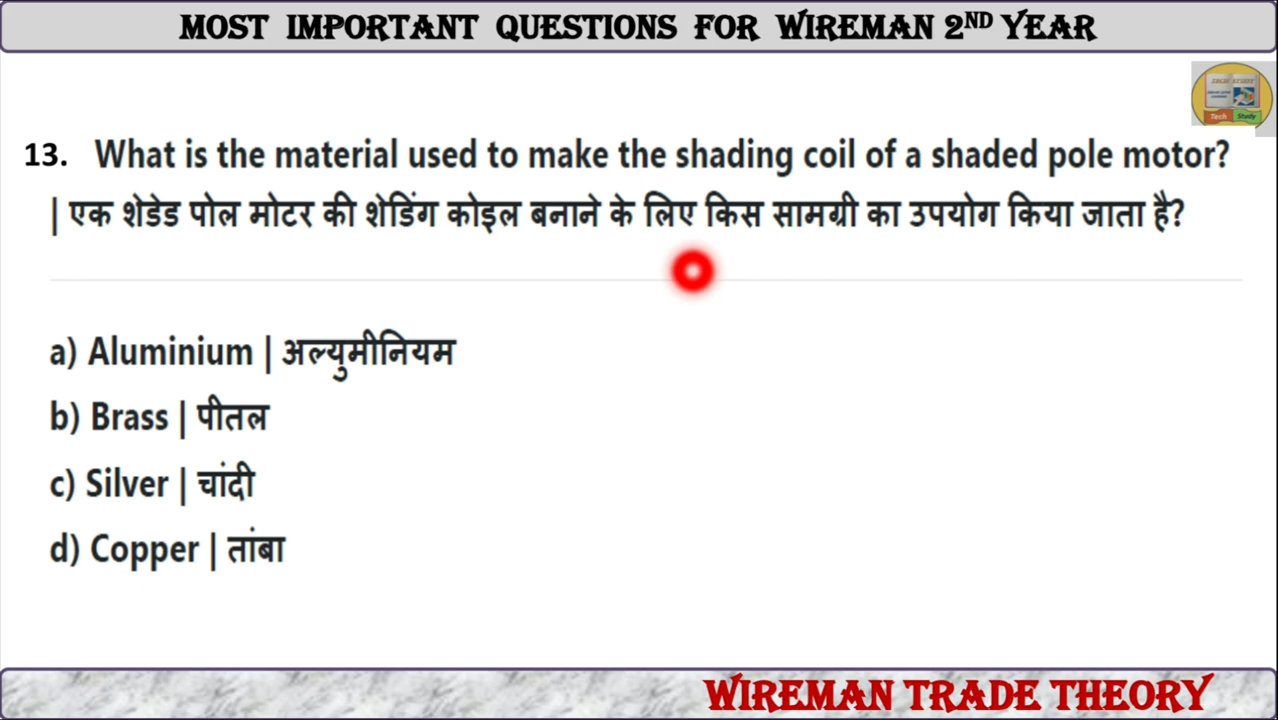 MOST IMPORTANT QUESTIONS FOR WIREMAN 2ND YEAR
Tech Study
13. What is the material used to make the shading coil of a shaded pole motor?
| एक शेडेड पोल मोटर की शेडिंग कोइल बनाने के लिए किस सामग्री का उपयोग किया जाता है?
a) Aluminium | अल्युमीनियम
b) Brass | पीतल
c) Silver | चांदी
d) Copper | तांबा
WIREMAN TRADE THEORY